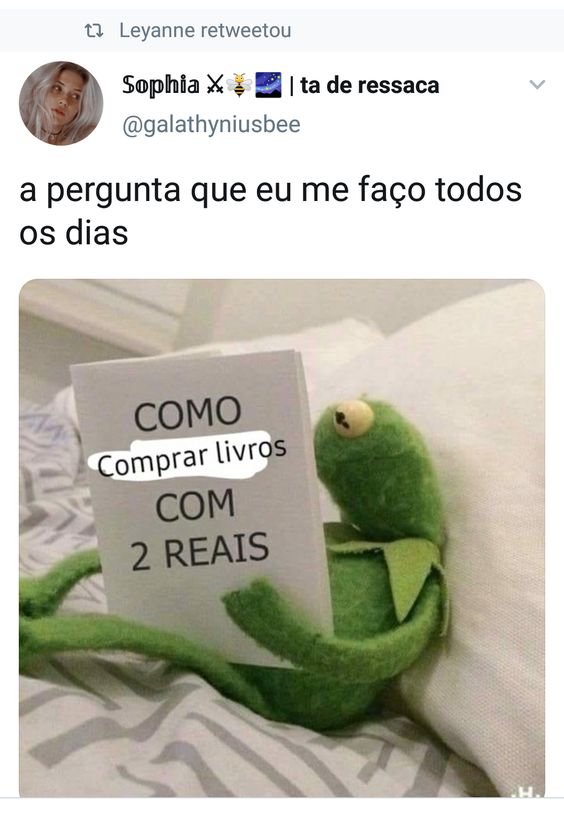 Leyanne retweetou
𝕊𝕠𝕡𝕙𝕚𝕒 ⚔🐝🌌 | ta de ressaca
@galathyniusbee
a pergunta que eu me faço todos
os dias
COMO
Comprar livros
COM
2 REAIS
.H.